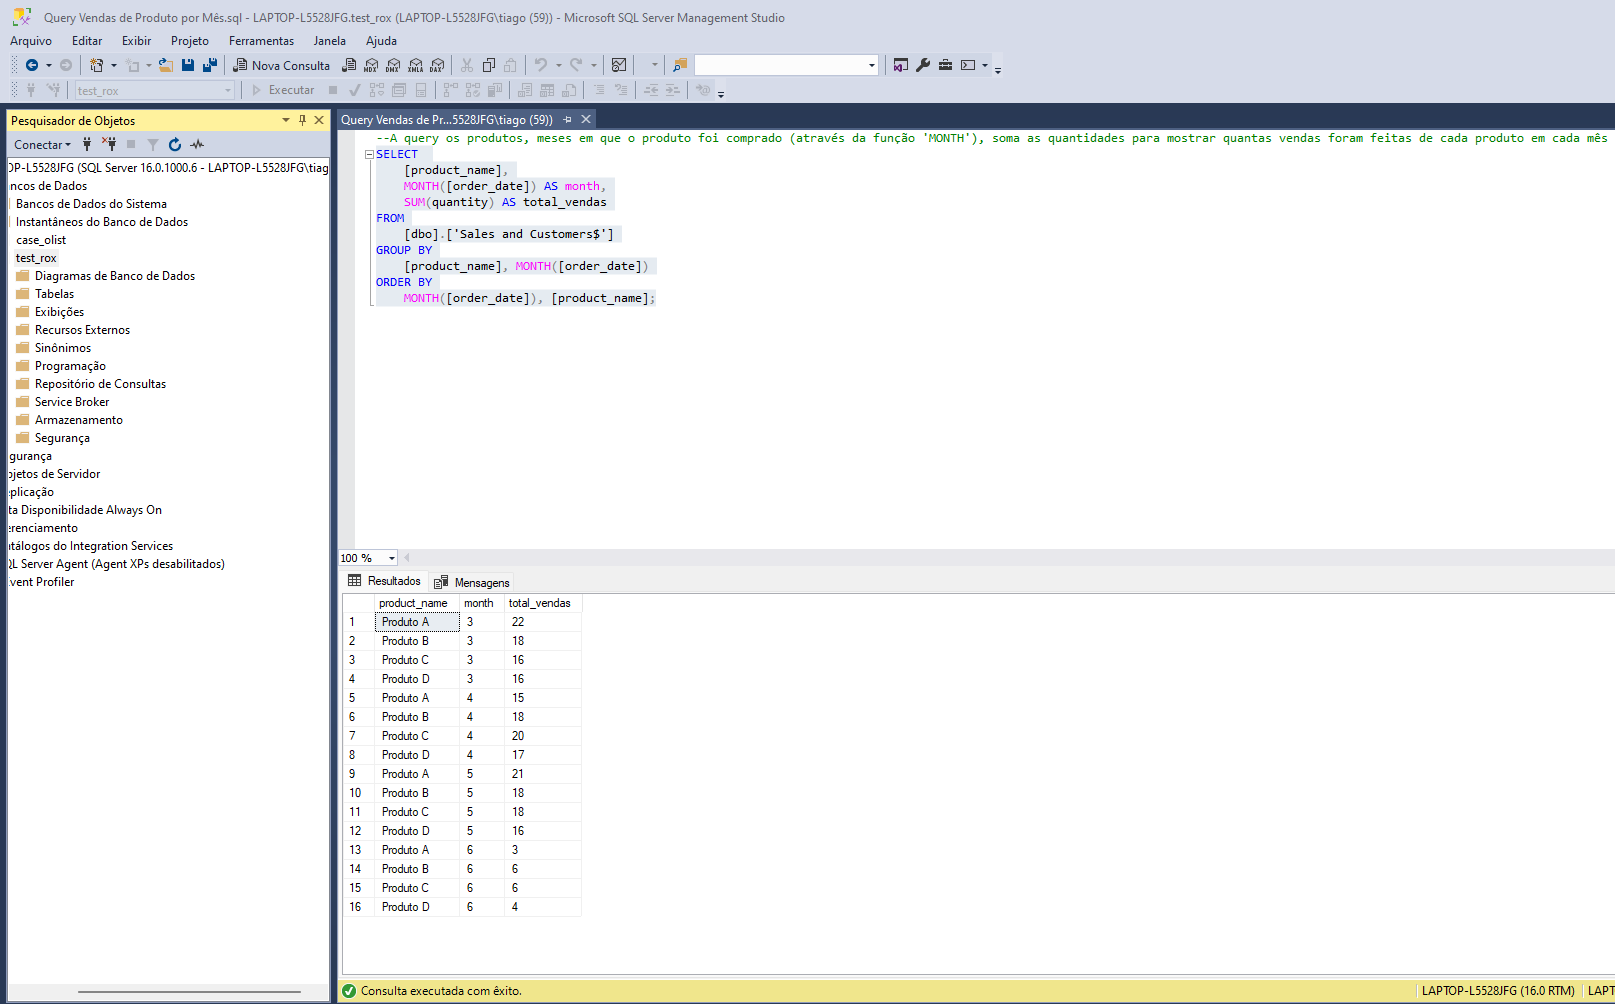 Query Vendas de Produto por Mês.sql - LAPTOP-L5528JFG.test_rox (LAPTOP-L5528JFG\tiago (59)) - Microsoft SQL Server Management Studio
Arquivo Editar Exibir Projeto Ferramentas Janela Ajuda
Nova Consulta MDX DMX XMLA DAX
test_rox Executar
Pesquisador de Objetos
Conectar
OP-L5528JFG (SQL Server 16.0.1000.6 - LAPTOP-L5528JFG\tiag
ncos de Dados
Bancos de Dados do Sistema
Instantâneos do Banco de Dados
case_olist
test_rox
Diagramas de Banco de Dados
Tabelas
Exibições
Recursos Externos
Sinônimos
Programação
Repositório de Consultas
Service Broker
Armazenamento
Segurança
gurança
ojetos de Servidor
plicação
ta Disponibilidade Always On
erenciamento
atálogos do Integration Services
QL Server Agent (Agent XPs desabilitados)
vent Profiler
Query Vendas de Pr...5528JFG\tiago (59))
--A query os produtos, meses em que o produto foi comprado (através da função 'MONTH'), soma as quantidades para mostrar quantas vendas foram feitas de cada produto em cada mês
SELECT
[product_name],
MONTH([order_date]) AS month,
SUM(quantity) AS total_vendas
FROM
[dbo].['Sales and Customers$']
GROUP BY
[product_name], MONTH([order_date])
ORDER BY
MONTH([order_date]), [product_name];
100 %
Resultados Mensagens
product_name month total_vendas
1 Produto A 3 22
2 Produto B 3 18
3 Produto C 3 16
4 Produto D 3 16
5 Produto A 4 15
6 Produto B 4 18
7 Produto C 4 20
8 Produto D 4 17
9 Produto A 5 21
10 Produto B 5 18
11 Produto C 5 18
12 Produto D 5 16
13 Produto A 6 3
14 Produto B 6 6
15 Produto C 6 6
16 Produto D 6 4
Consulta executada com êxito. LAPTOP-L5528JFG (16.0 RTM) LAPT